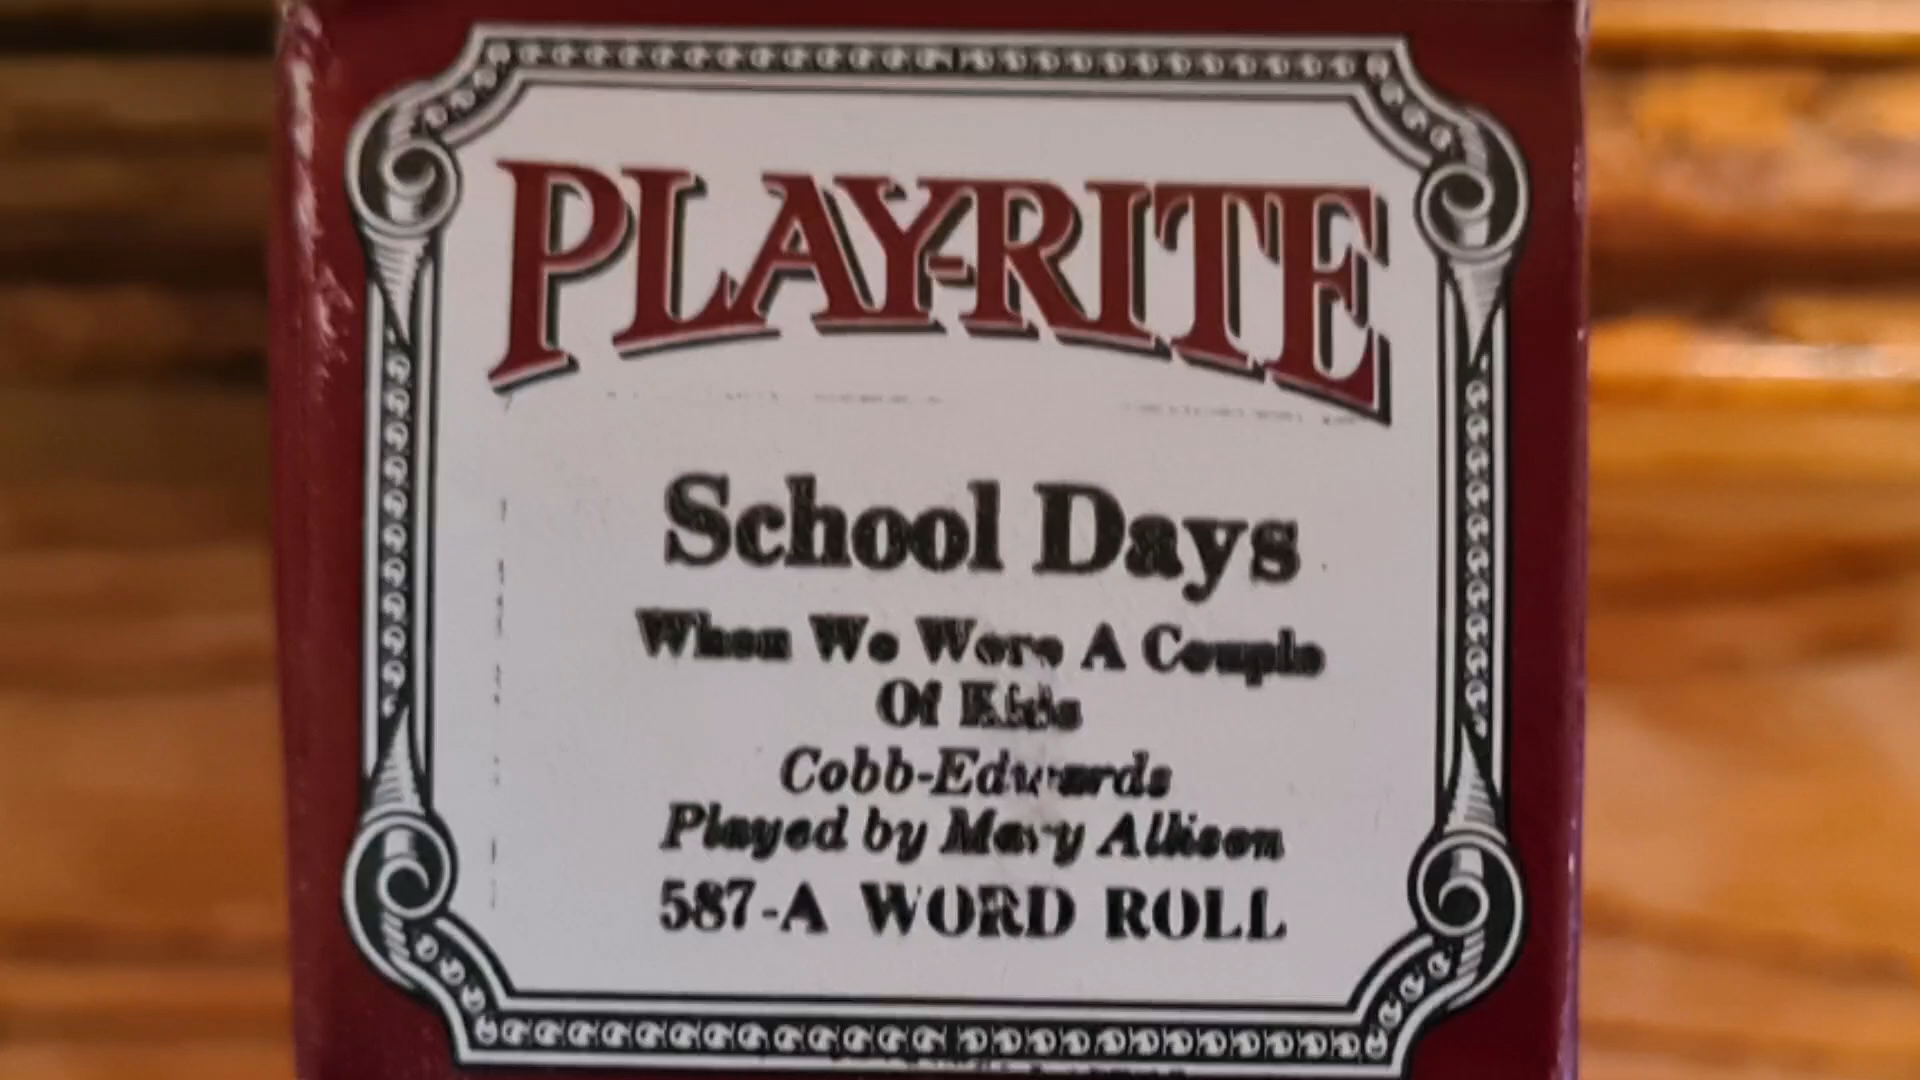 PLAY-RITE
School Days
When We Were A Couple
Of Kids
Cobb-Edwards
Played by Mary Allison
587-A WORD ROLL